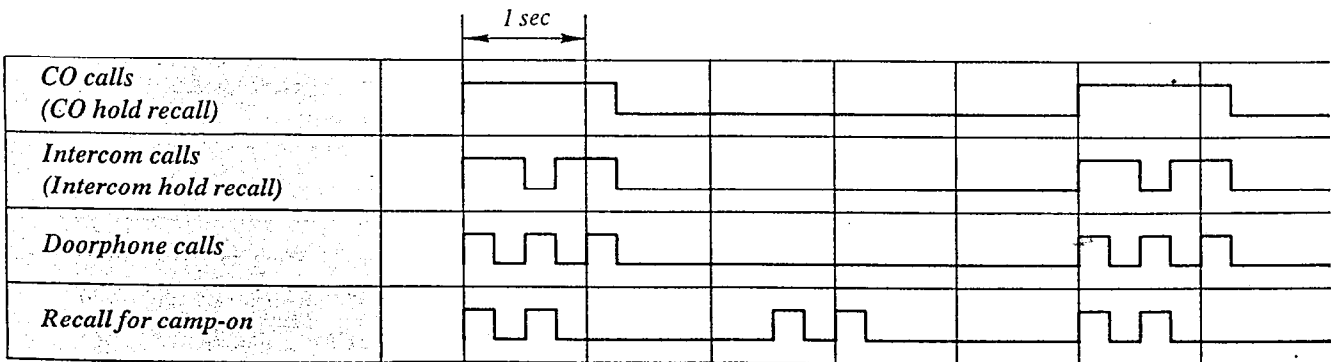 1 sec
CO calls
(CO hold recall)
Intercom calls
(Intercom hold recall)
Doorphone calls
Recall for camp-on